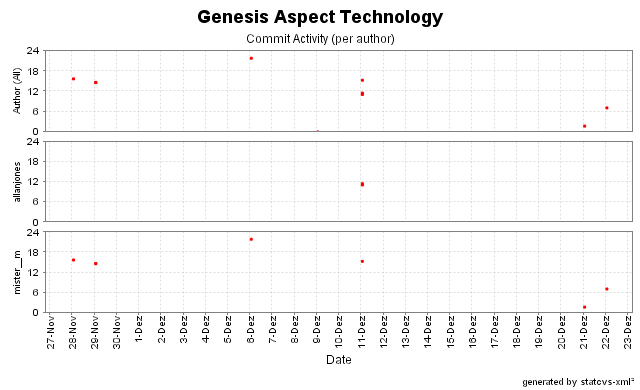 Genesis Aspect Technology
Commit Activity (per author)
24
18
12
6
0
Author (All)
24
18
12
6
0
allanjones
24
18
12
6
0
mister__m
27-Nov
28-Nov
29-Nov
30-Nov
1-Dez
2-Dez
3-Dez
4-Dez
5-Dez
6-Dez
7-Dez
8-Dez
9-Dez
10-Dez
11-Dez
12-Dez
13-Dez
14-Dez
15-Dez
16-Dez
17-Dez
18-Dez
19-Dez
20-Dez
21-Dez
22-Dez
23-Dez
Date
generated by statcvs-xml²